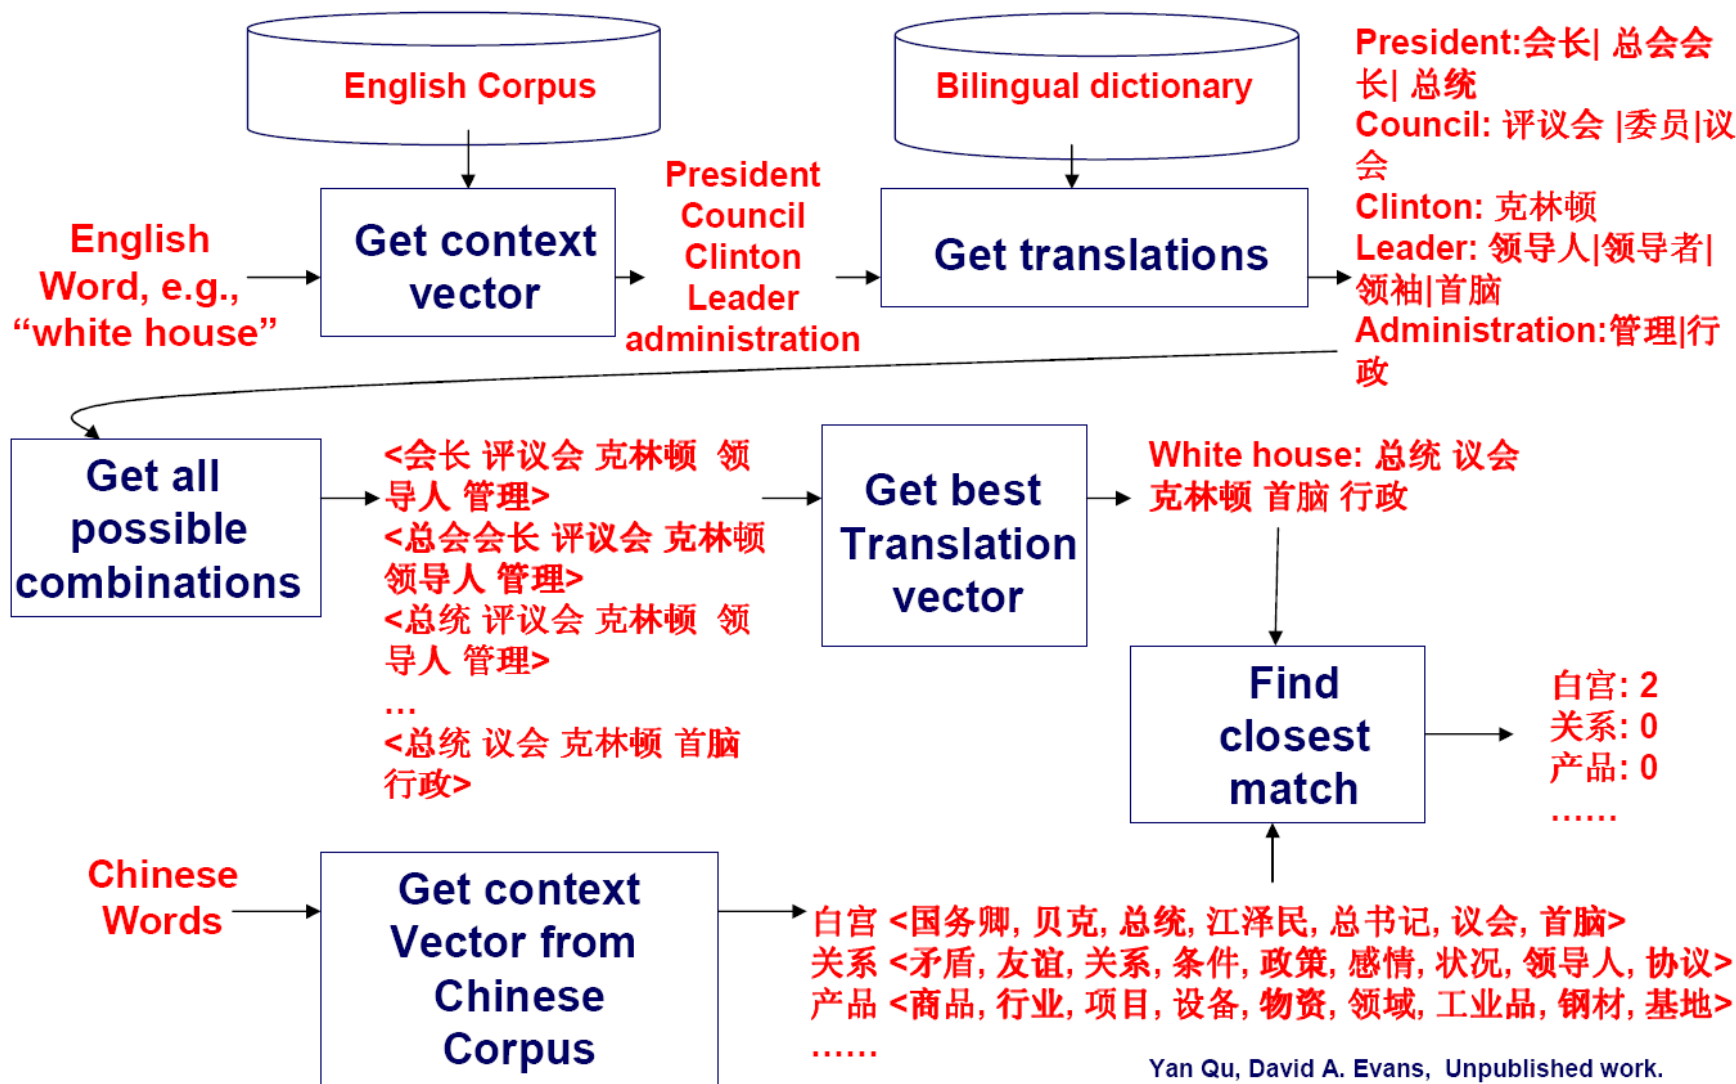 English Corpus
Bilingual dictionary
President:会长| 总会会
长| 总统
Council: 评议会 |委员|议
会
Clinton: 克林顿
Leader: 领导人|领导者|
领袖|首脑
Administration:管理|行
政
English
Word, e.g.,
“white house”
Get context
vector
President
Council
Clinton
Leader
administration
Get translations
Get all
possible
combinations
<会长 评议会 克林顿 领
导人 管理>
<总会会长 评议会 克林顿
领导人 管理>
<总统 评议会 克林顿 领
导人 管理>
...
<总统 议会 克林顿 首脑
行政>
Get best
Translation
vector
White house: 总统 议会
克林顿 首脑 行政
Find
closest
match
白宫: 2
关系: 0
产品: 0
......
Chinese
Words
Get context
Vector from
Chinese
Corpus
白宫 <国务卿, 贝克, 总统, 江泽民, 总书记, 议会, 首脑>
关系 <矛盾, 友谊, 关系, 条件, 政策, 感情, 状况, 领导人, 协议>
产品 <商品, 行业, 项目, 设备, 物资, 领域, 工业品, 钢材, 基地>
......
Yan Qu, David A. Evans, Unpublished work.